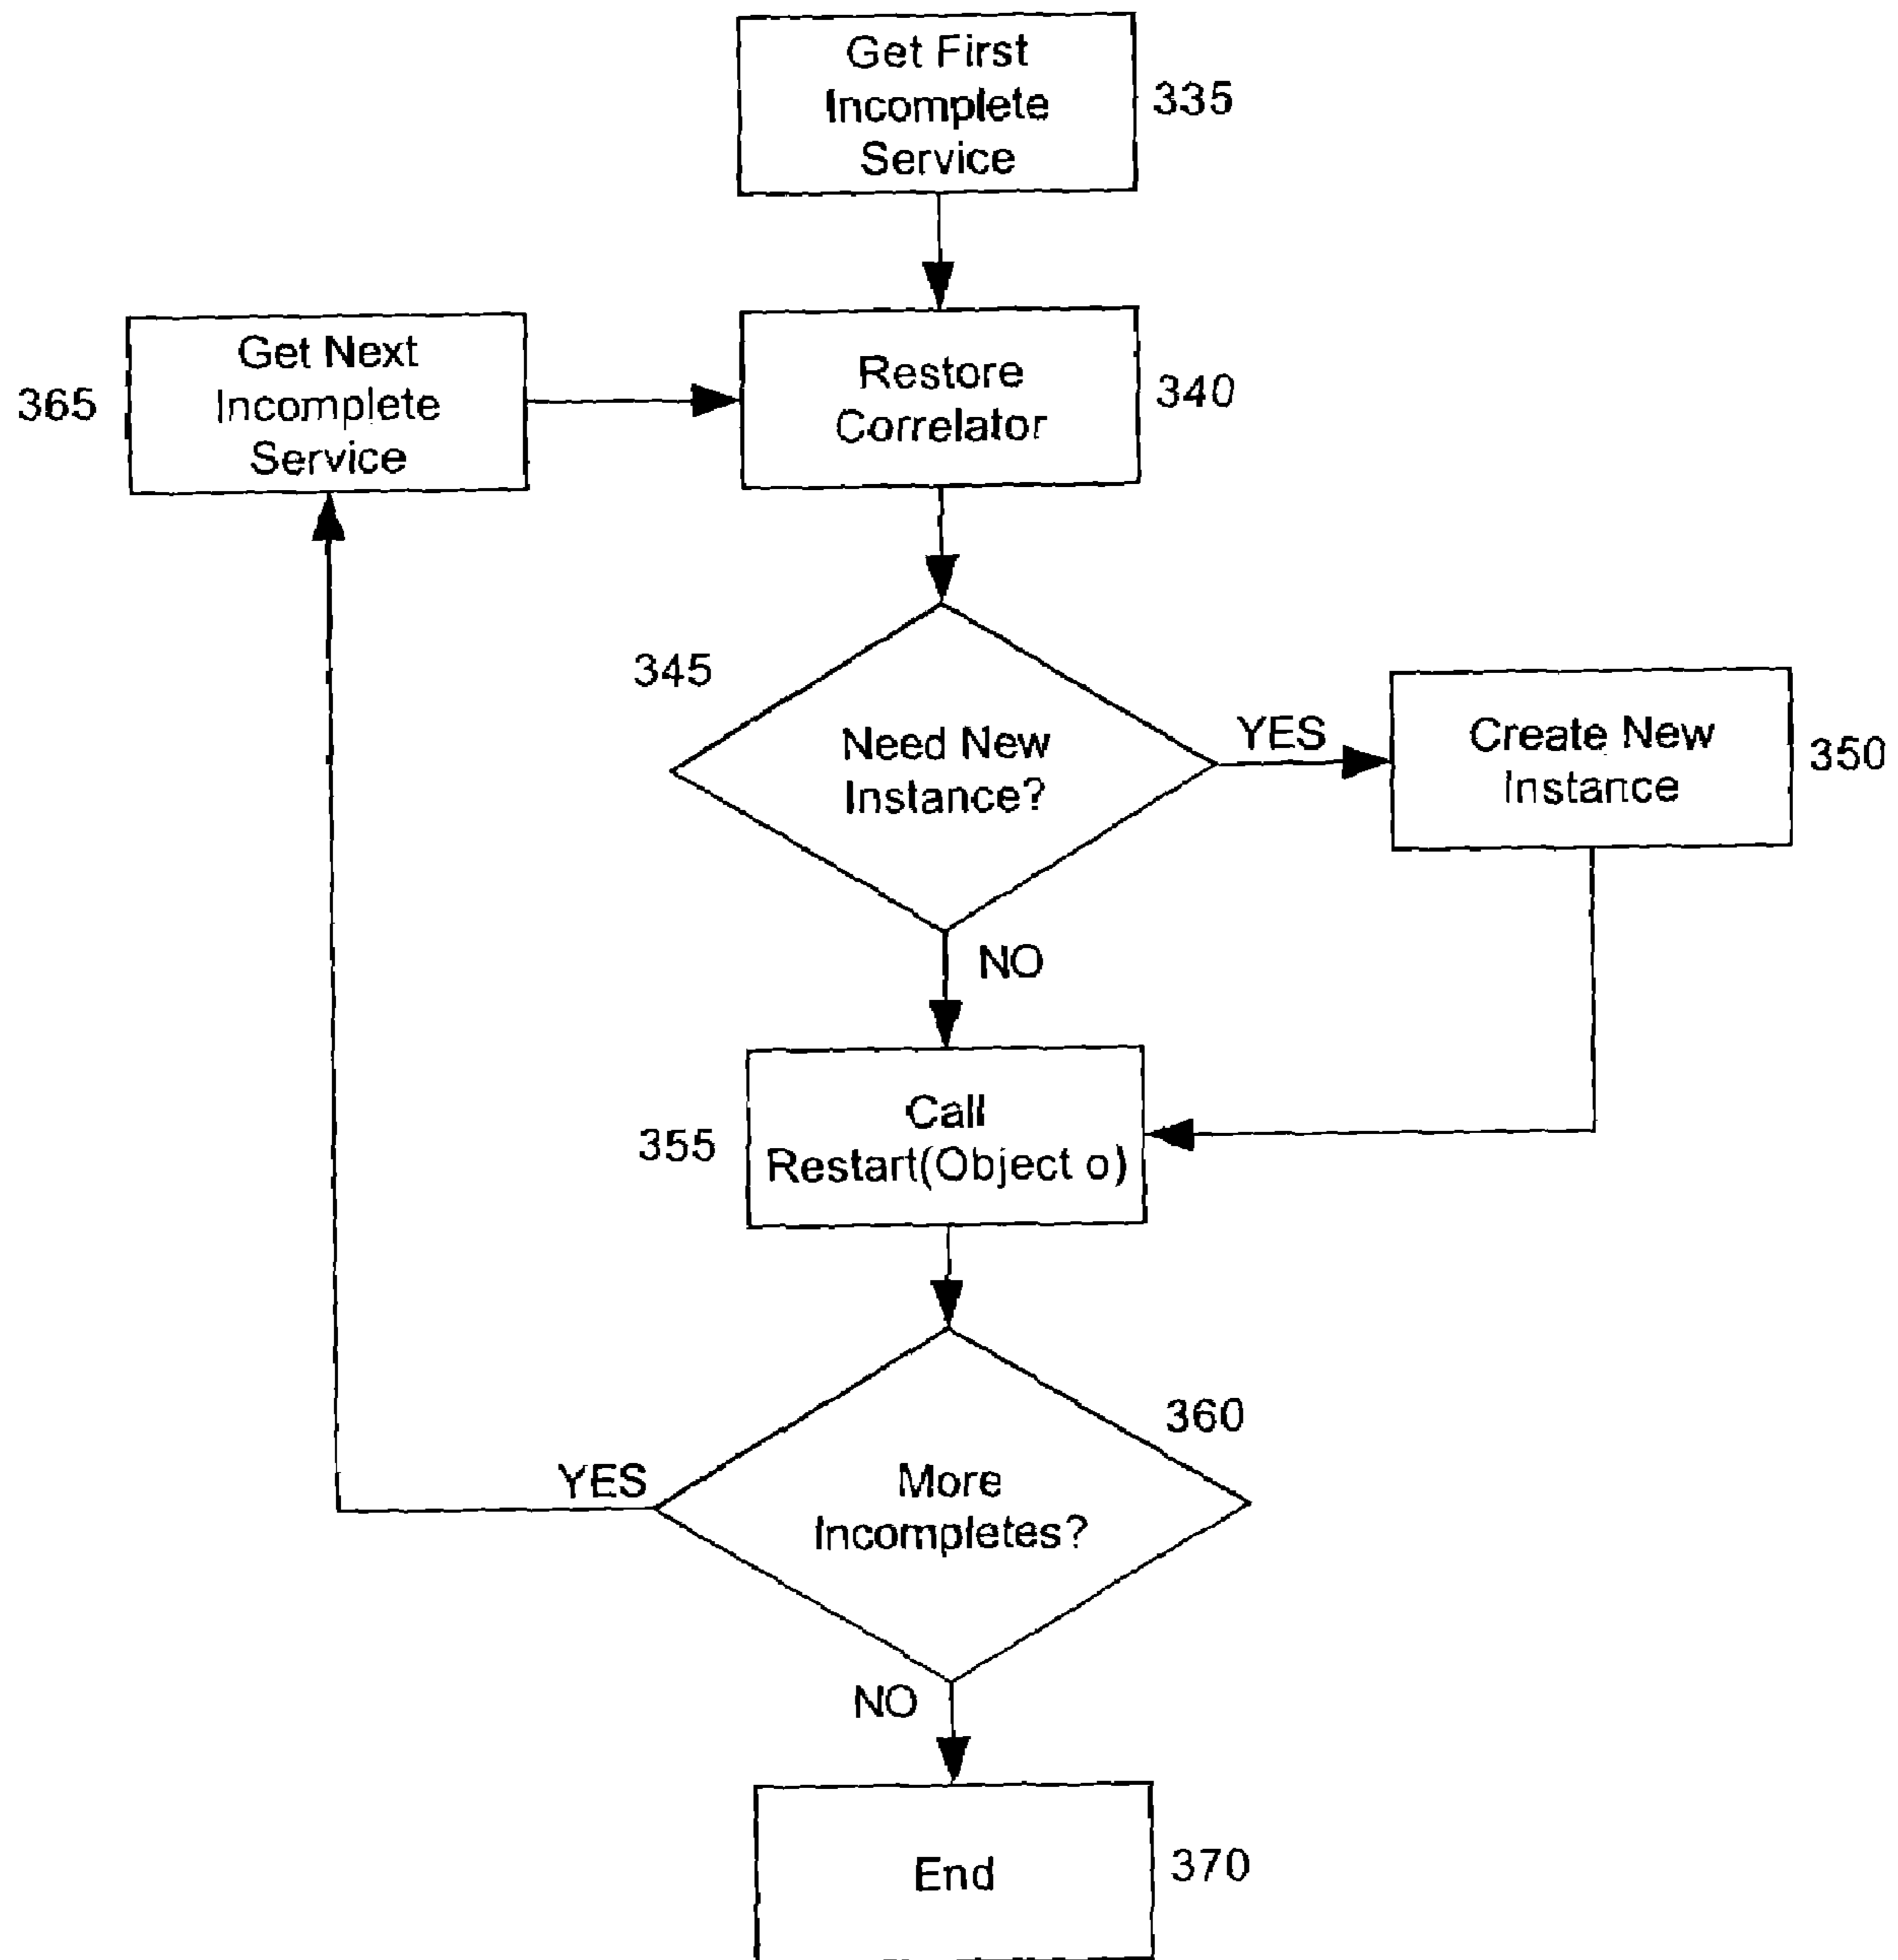 Get First
Incomplete
Service
335
365
Get Next
Incomplete
Service
Restore
Correlator
340
345
Need New
Instance?
YES
Create New
Instance
350
NO
355
Call
Restart(Object o)
360
YES
More
Incompletes?
NO
End
370